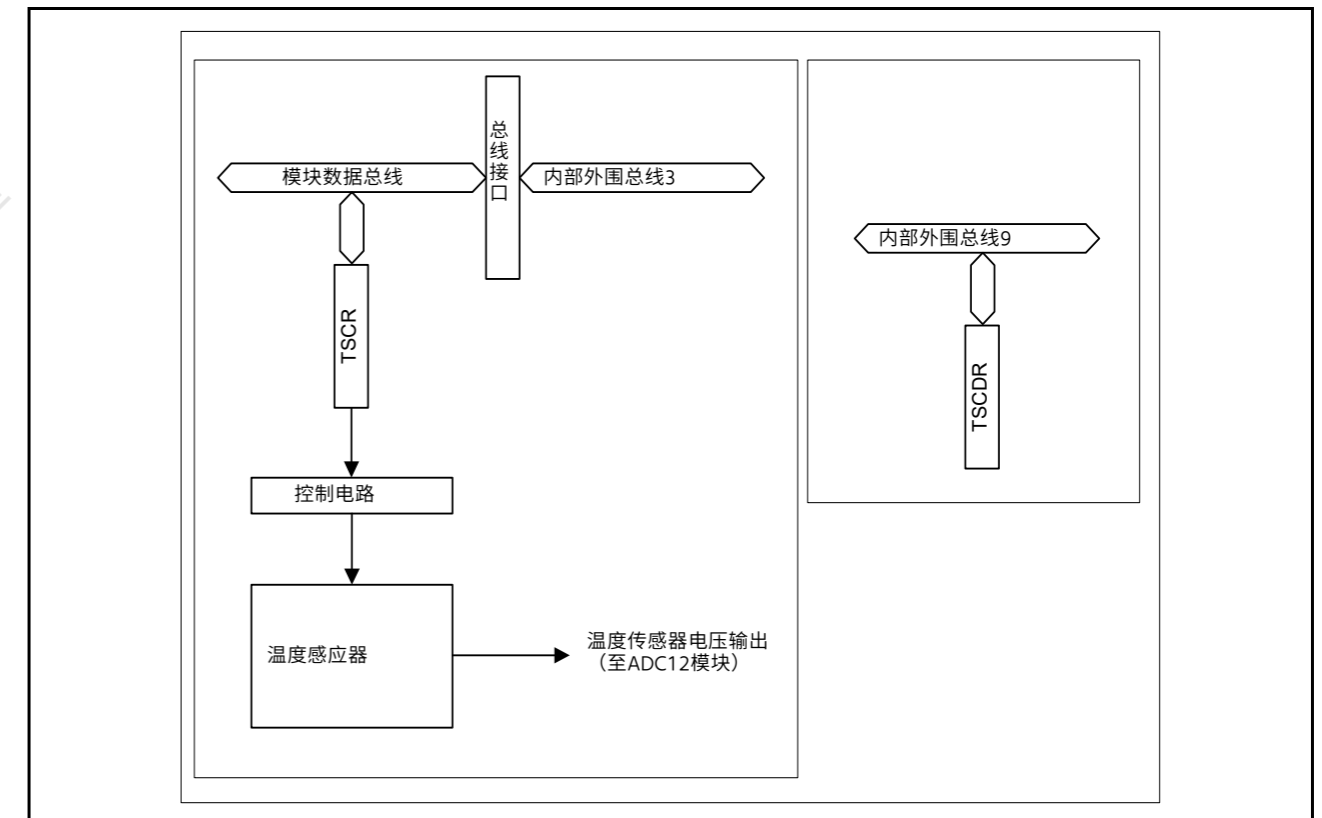 总线接口
模块数据总线
内部外围总线3
内部外围总线9
TSCR
TSCDR
控制电路
温度感应器
温度传感器电压输出
（至ADC12模块）